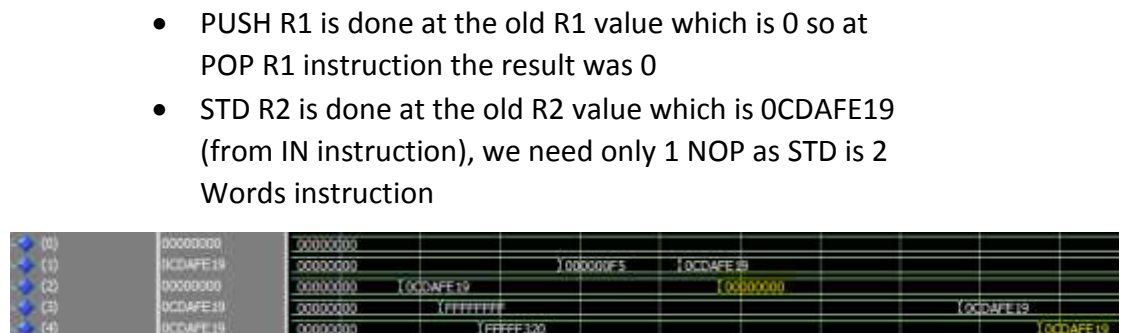 • PUSH R1 is done at the old R1 value which is 0 so at
POP R1 instruction the result was 0
• STD R2 is done at the old R2 value which is 0CDAFE19
(from IN instruction), we need only 1 NOP as STD is 2
Words instruction
(0) 00000000 00000000
(1) 0CDAFE19 00000000 000000F5 0CDAFE19
(2) 00000000 00000000 0CDAFE19 00000000
(3) 0CDAFE19 00000000 FFFFFFFF 0CDAFE19
(4) 0CDAFE19 00000000 FFFFF320 0CDAFE19